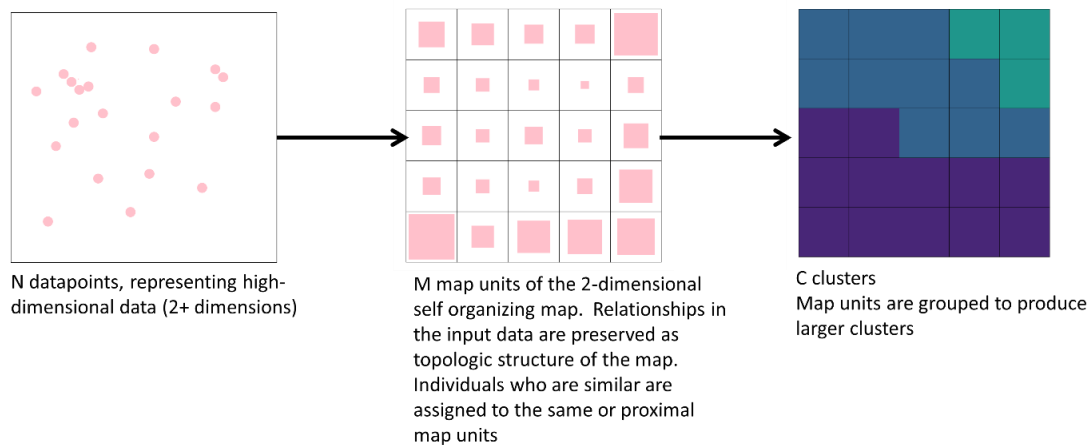 N datapoints, representing high-
dimensional data (2+ dimensions)
M map units of the 2-dimensional
self organizing map.  Relationships in
the input data are preserved as
topologic structure of the map.
Individuals who are similar are
assigned to the same or proximal
map units
C clusters
Map units are grouped to produce
larger clusters